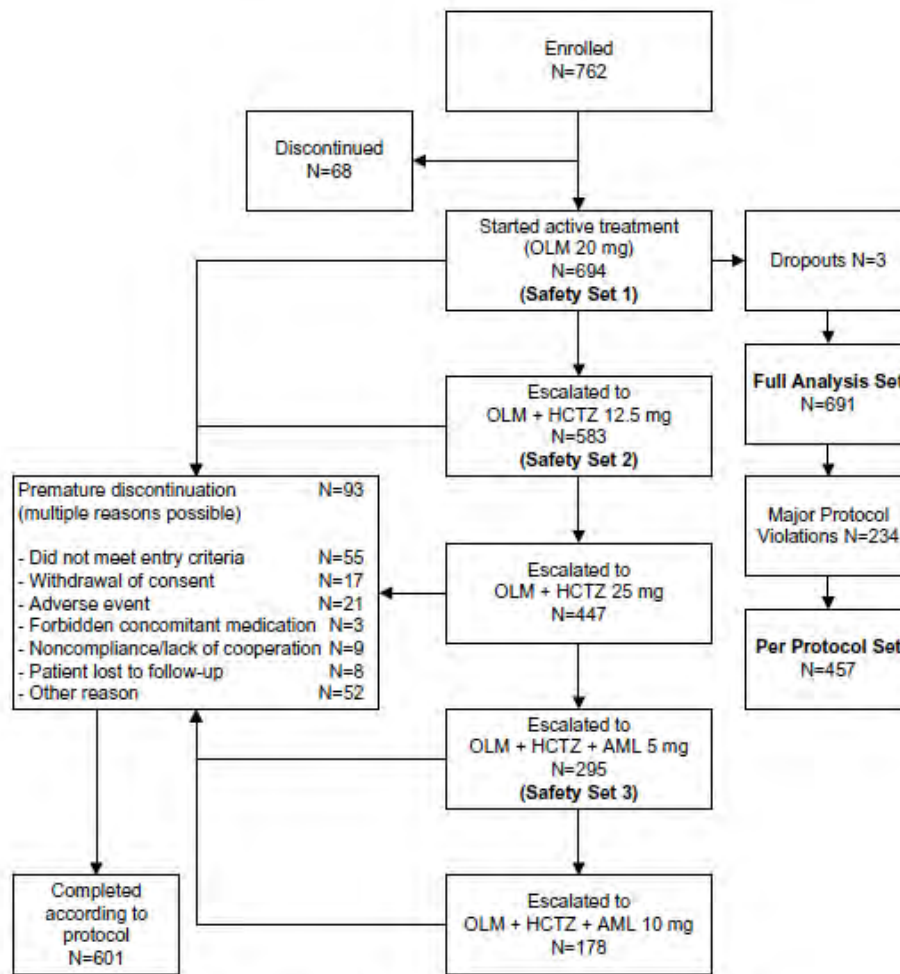 Enrolled
N=762
Discontinued
N=68
Started active treatment
(OLM 20 mg)
N=694
(Safety Set 1)
Dropouts N=3
Full Analysis Set
N=691
Escalated to
OLM + HCTZ 12.5 mg
N=583
(Safety Set 2)
Premature discontinuation N=93
(multiple reasons possible)
- Did not meet entry criteria N=55
- Withdrawal of consent N=17
- Adverse event N=21
- Forbidden concomitant medication N=3
- Noncompliance/lack of cooperation N=9
- Patient lost to follow-up N=8
- Other reason N=52
Major Protocol
Violations N=234
Escalated to
OLM + HCTZ 25 mg
N=447
Per Protocol Set
N=457
Escalated to
OLM + HCTZ + AML 5 mg
N=295
(Safety Set 3)
Completed
according to
protocol
N=601
Escalated to
OLM + HCTZ + AML 10 mg
N=178